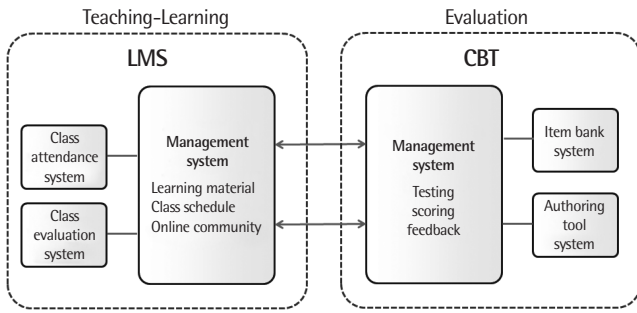 Teaching-Learning
LMS
Class
attendance
system
Class
evaluation
system
Management
system
Learning material
Class schedule
Online community
Evaluation
CBT
Management
system
Testing
scoring
feedback
Item bank
system
Authoring
tool
system